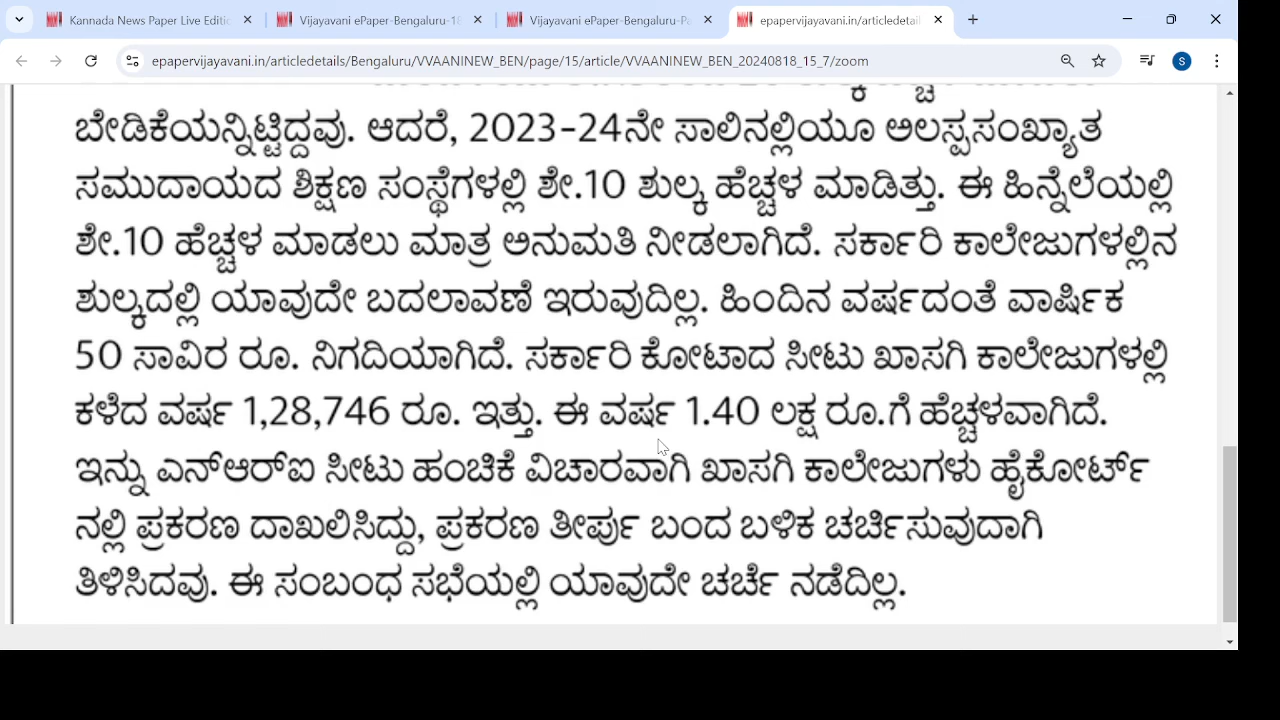 Kannada News Paper Live Editi
Vijayavani ePaper-Bengaluru-18
Vijayavani ePaper-Bengaluru-Pa
epapervijayavani.in/articledetail
epapervijayavani.in/articledetails/Bengaluru/VVAANINEW_BEN/page/15/article/VVAANINEW_BEN_20240818_15_7/zoom
S
ಬೇಡಿಕೆಯನ್ನಿಟ್ಟಿದ್ದವು. ಆದರೆ, 2023-24ನೇ ಸಾಲಿನಲ್ಲಿಯೂ ಅಲಸ್ಪಸಂಖ್ಯಾತ
ಸಮುದಾಯದ ಶಿಕ್ಷಣ ಸಂಸ್ಥೆಗಳಲ್ಲಿ ಶೇ.10 ಶುಲ್ಕ ಹೆಚ್ಚಳ ಮಾಡಿತ್ತು. ಈ ಹಿನ್ನೆಲೆಯಲ್ಲಿ
ಶೇ.10 ಹೆಚ್ಚಳ ಮಾಡಲು ಮಾತ್ರ ಅನುಮತಿ ನೀಡಲಾಗಿದೆ. ಸರ್ಕಾರಿ ಕಾಲೇಜುಗಳಲ್ಲಿನ
ಶುಲ್ಕದಲ್ಲಿ ಯಾವುದೇ ಬದಲಾವಣೆ ಇರುವುದಿಲ್ಲ. ಹಿಂದಿನ ವರ್ಷದಂತೆ ವಾರ್ಷಿಕ
50 ಸಾವಿರ ರೂ. ನಿಗದಿಯಾಗಿದೆ. ಸರ್ಕಾರಿ ಕೋಟಾದ ಸೀಟು ಖಾಸಗಿ ಕಾಲೇಜುಗಳಲ್ಲಿ
ಕಳೆದ ವರ್ಷ 1,28,746 ರೂ. ಇತ್ತು. ಈ ವರ್ಷ 1.40 ಲಕ್ಷ ರೂ.ಗೆ ಹೆಚ್ಚಳವಾಗಿದೆ.
ಇನ್ನು ಎನ್‌ಆರ್‌ಐ ಸೀಟು ಹಂಚಿಕೆ ವಿಚಾರವಾಗಿ ಖಾಸಗಿ ಕಾಲೇಜುಗಳು ಹೈಕೋರ್ಟ್
ನಲ್ಲಿ ಪ್ರಕರಣ ದಾಖಲಿಸಿದ್ದು, ಪ್ರಕರಣ ತೀರ್ಪು ಬಂದ ಬಳಿಕ ಚರ್ಚಿಸುವುದಾಗಿ
ತಿಳಿಸಿದವು. ಈ ಸಂಬಂಧ ಸಭೆಯಲ್ಲಿ ಯಾವುದೇ ಚರ್ಚೆ ನಡೆದಿಲ್ಲ.